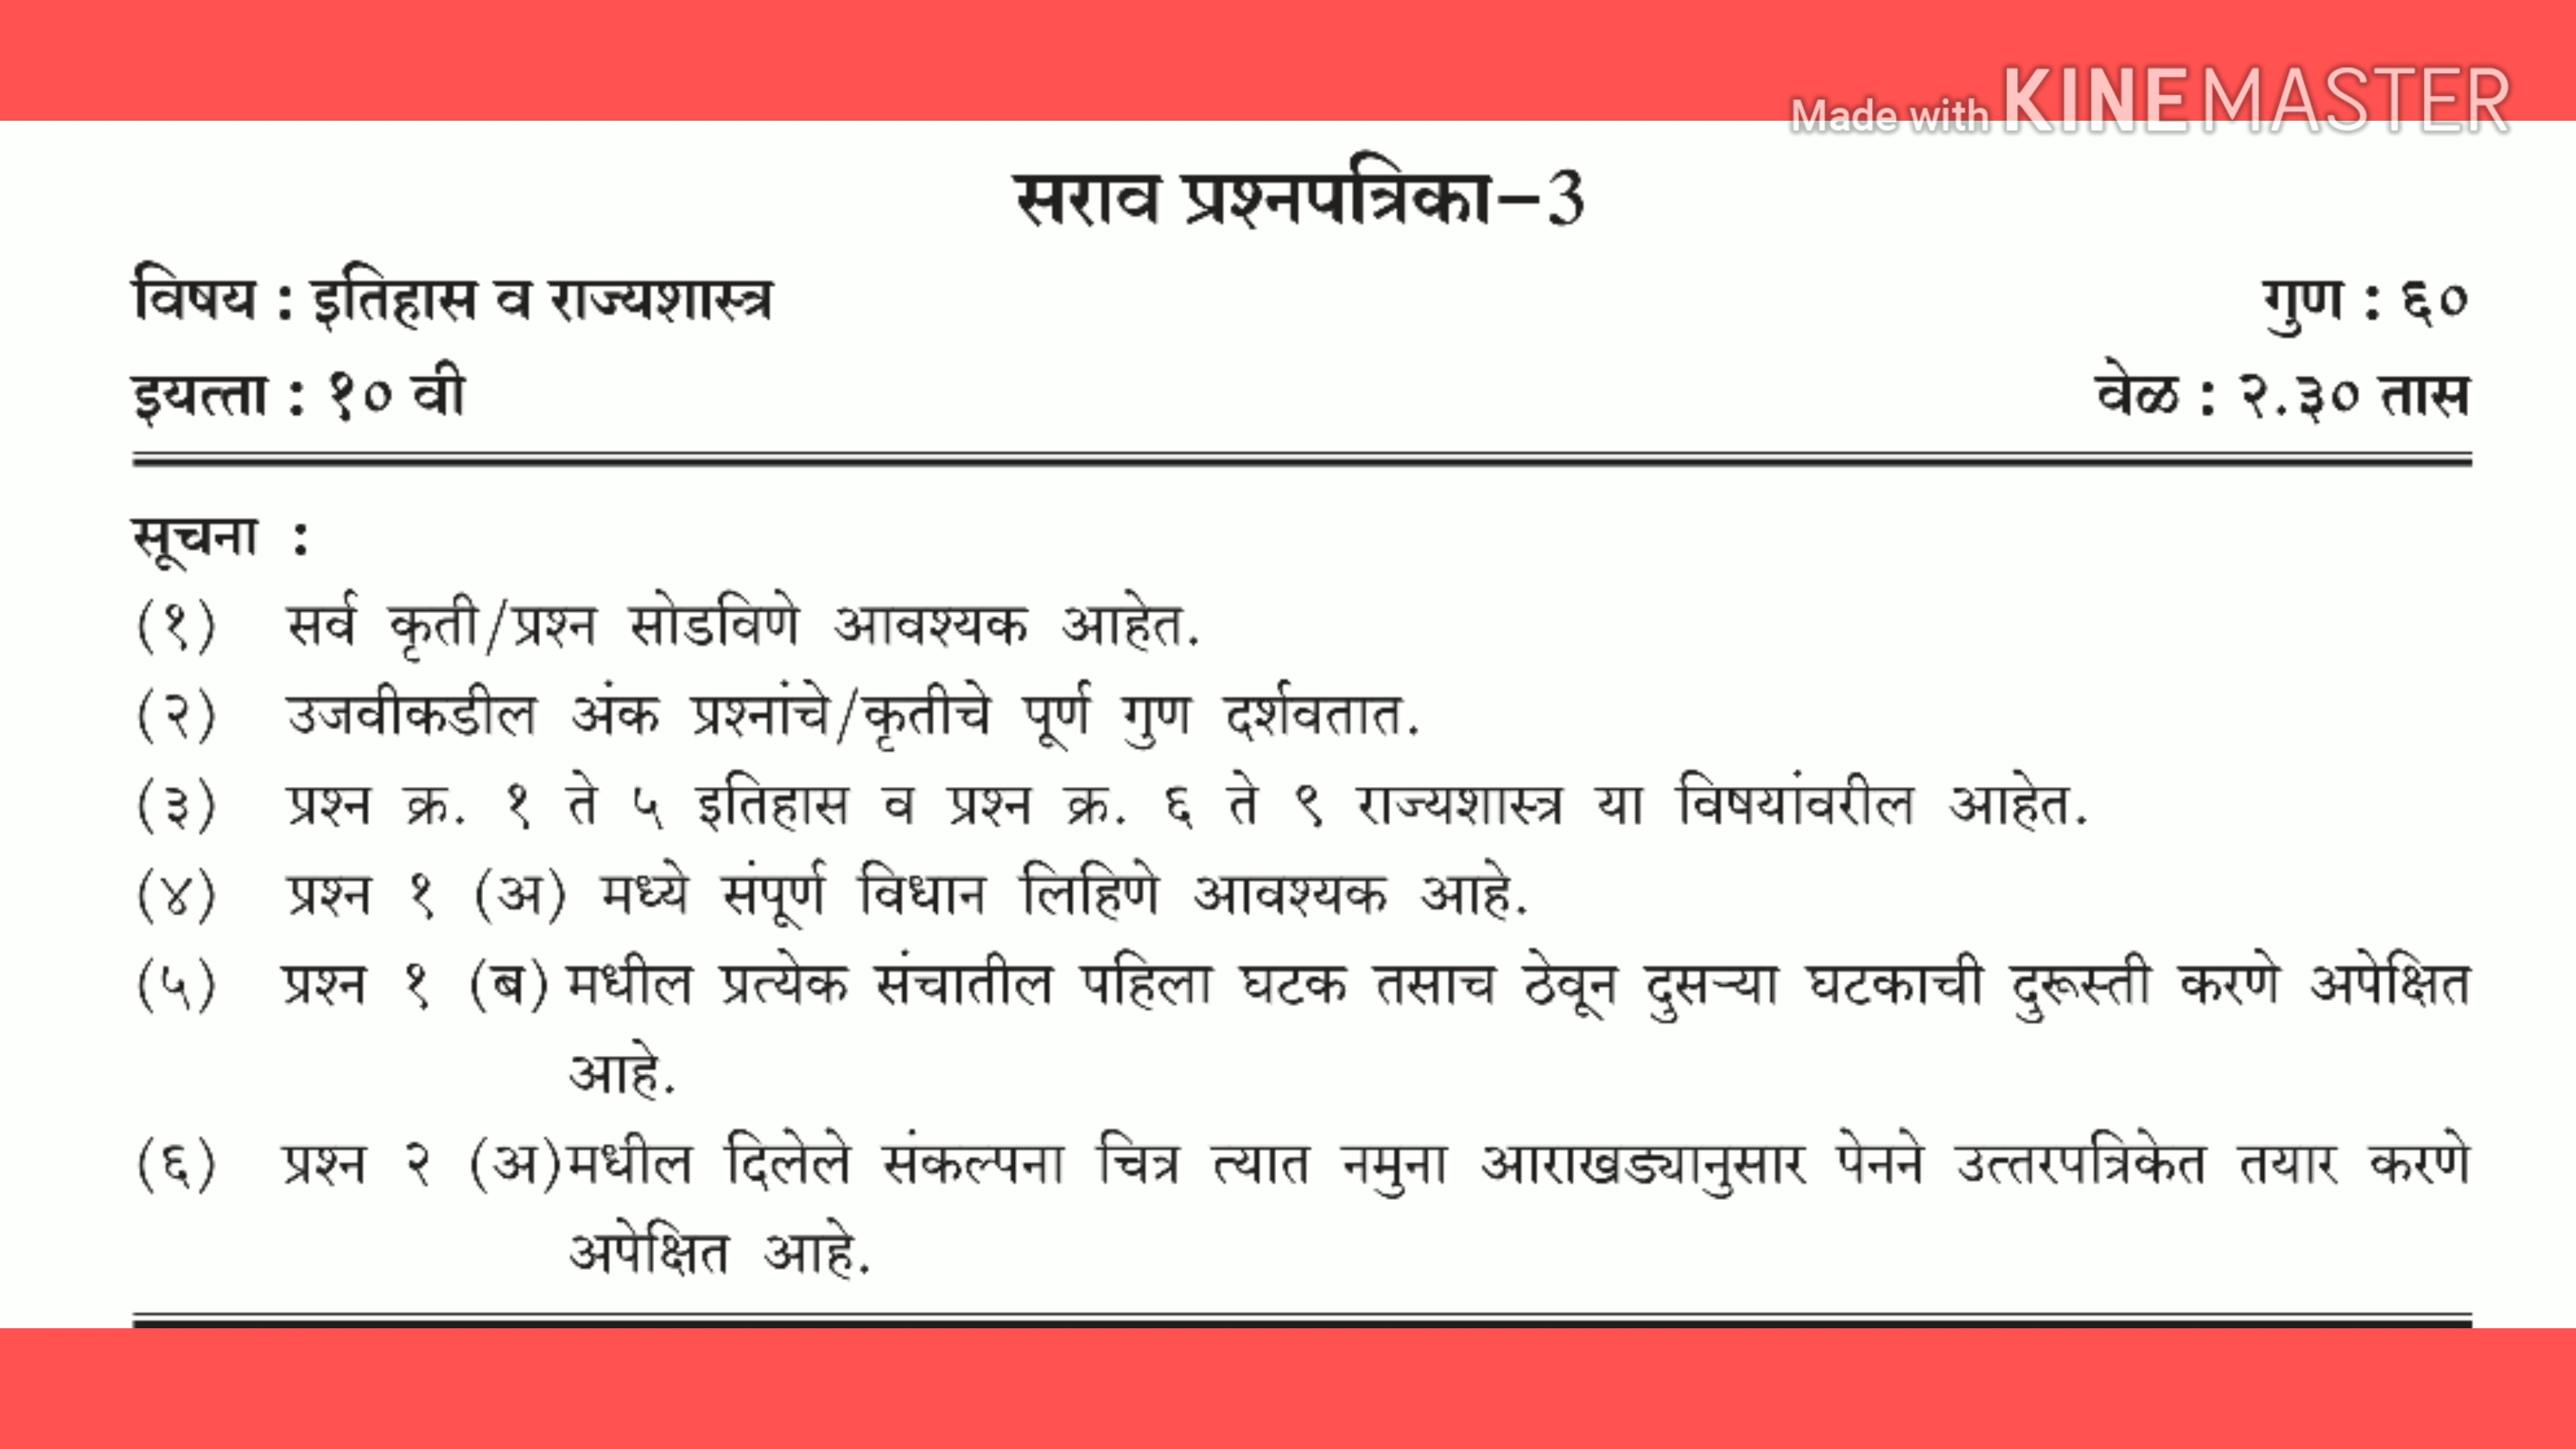 Made with KINEMASTER
सराव प्रश्नपत्रिका–3
विषय : इतिहास व राज्यशास्त्र गुण : ६०
इयत्ता : १० वी वेळ : २.३० तास
सूचना :
(१) सर्व कृती/प्रश्न सोडविणे आवश्यक आहेत.
(२) उजवीकडील अंक प्रश्नांचे/कृतीचे पूर्ण गुण दर्शवतात.
(३) प्रश्न क्र. १ ते ५ इतिहास व प्रश्न क्र. ६ ते ९ राज्यशास्त्र या विषयांवरील आहेत.
(४) प्रश्न १ (अ) मध्ये संपूर्ण विधान लिहिणे आवश्यक आहे.
(५) प्रश्न १ (ब) मधील प्रत्येक संचातील पहिला घटक तसाच ठेवून दुसऱ्या घटकाची दुरूस्ती करणे अपेक्षित
आहे.
(६) प्रश्न २ (अ)मधील दिलेले संकल्पना चित्र त्यात नमुना आराखड्यानुसार पेनने उत्तरपत्रिकेत तयार करणे
अपेक्षित आहे.